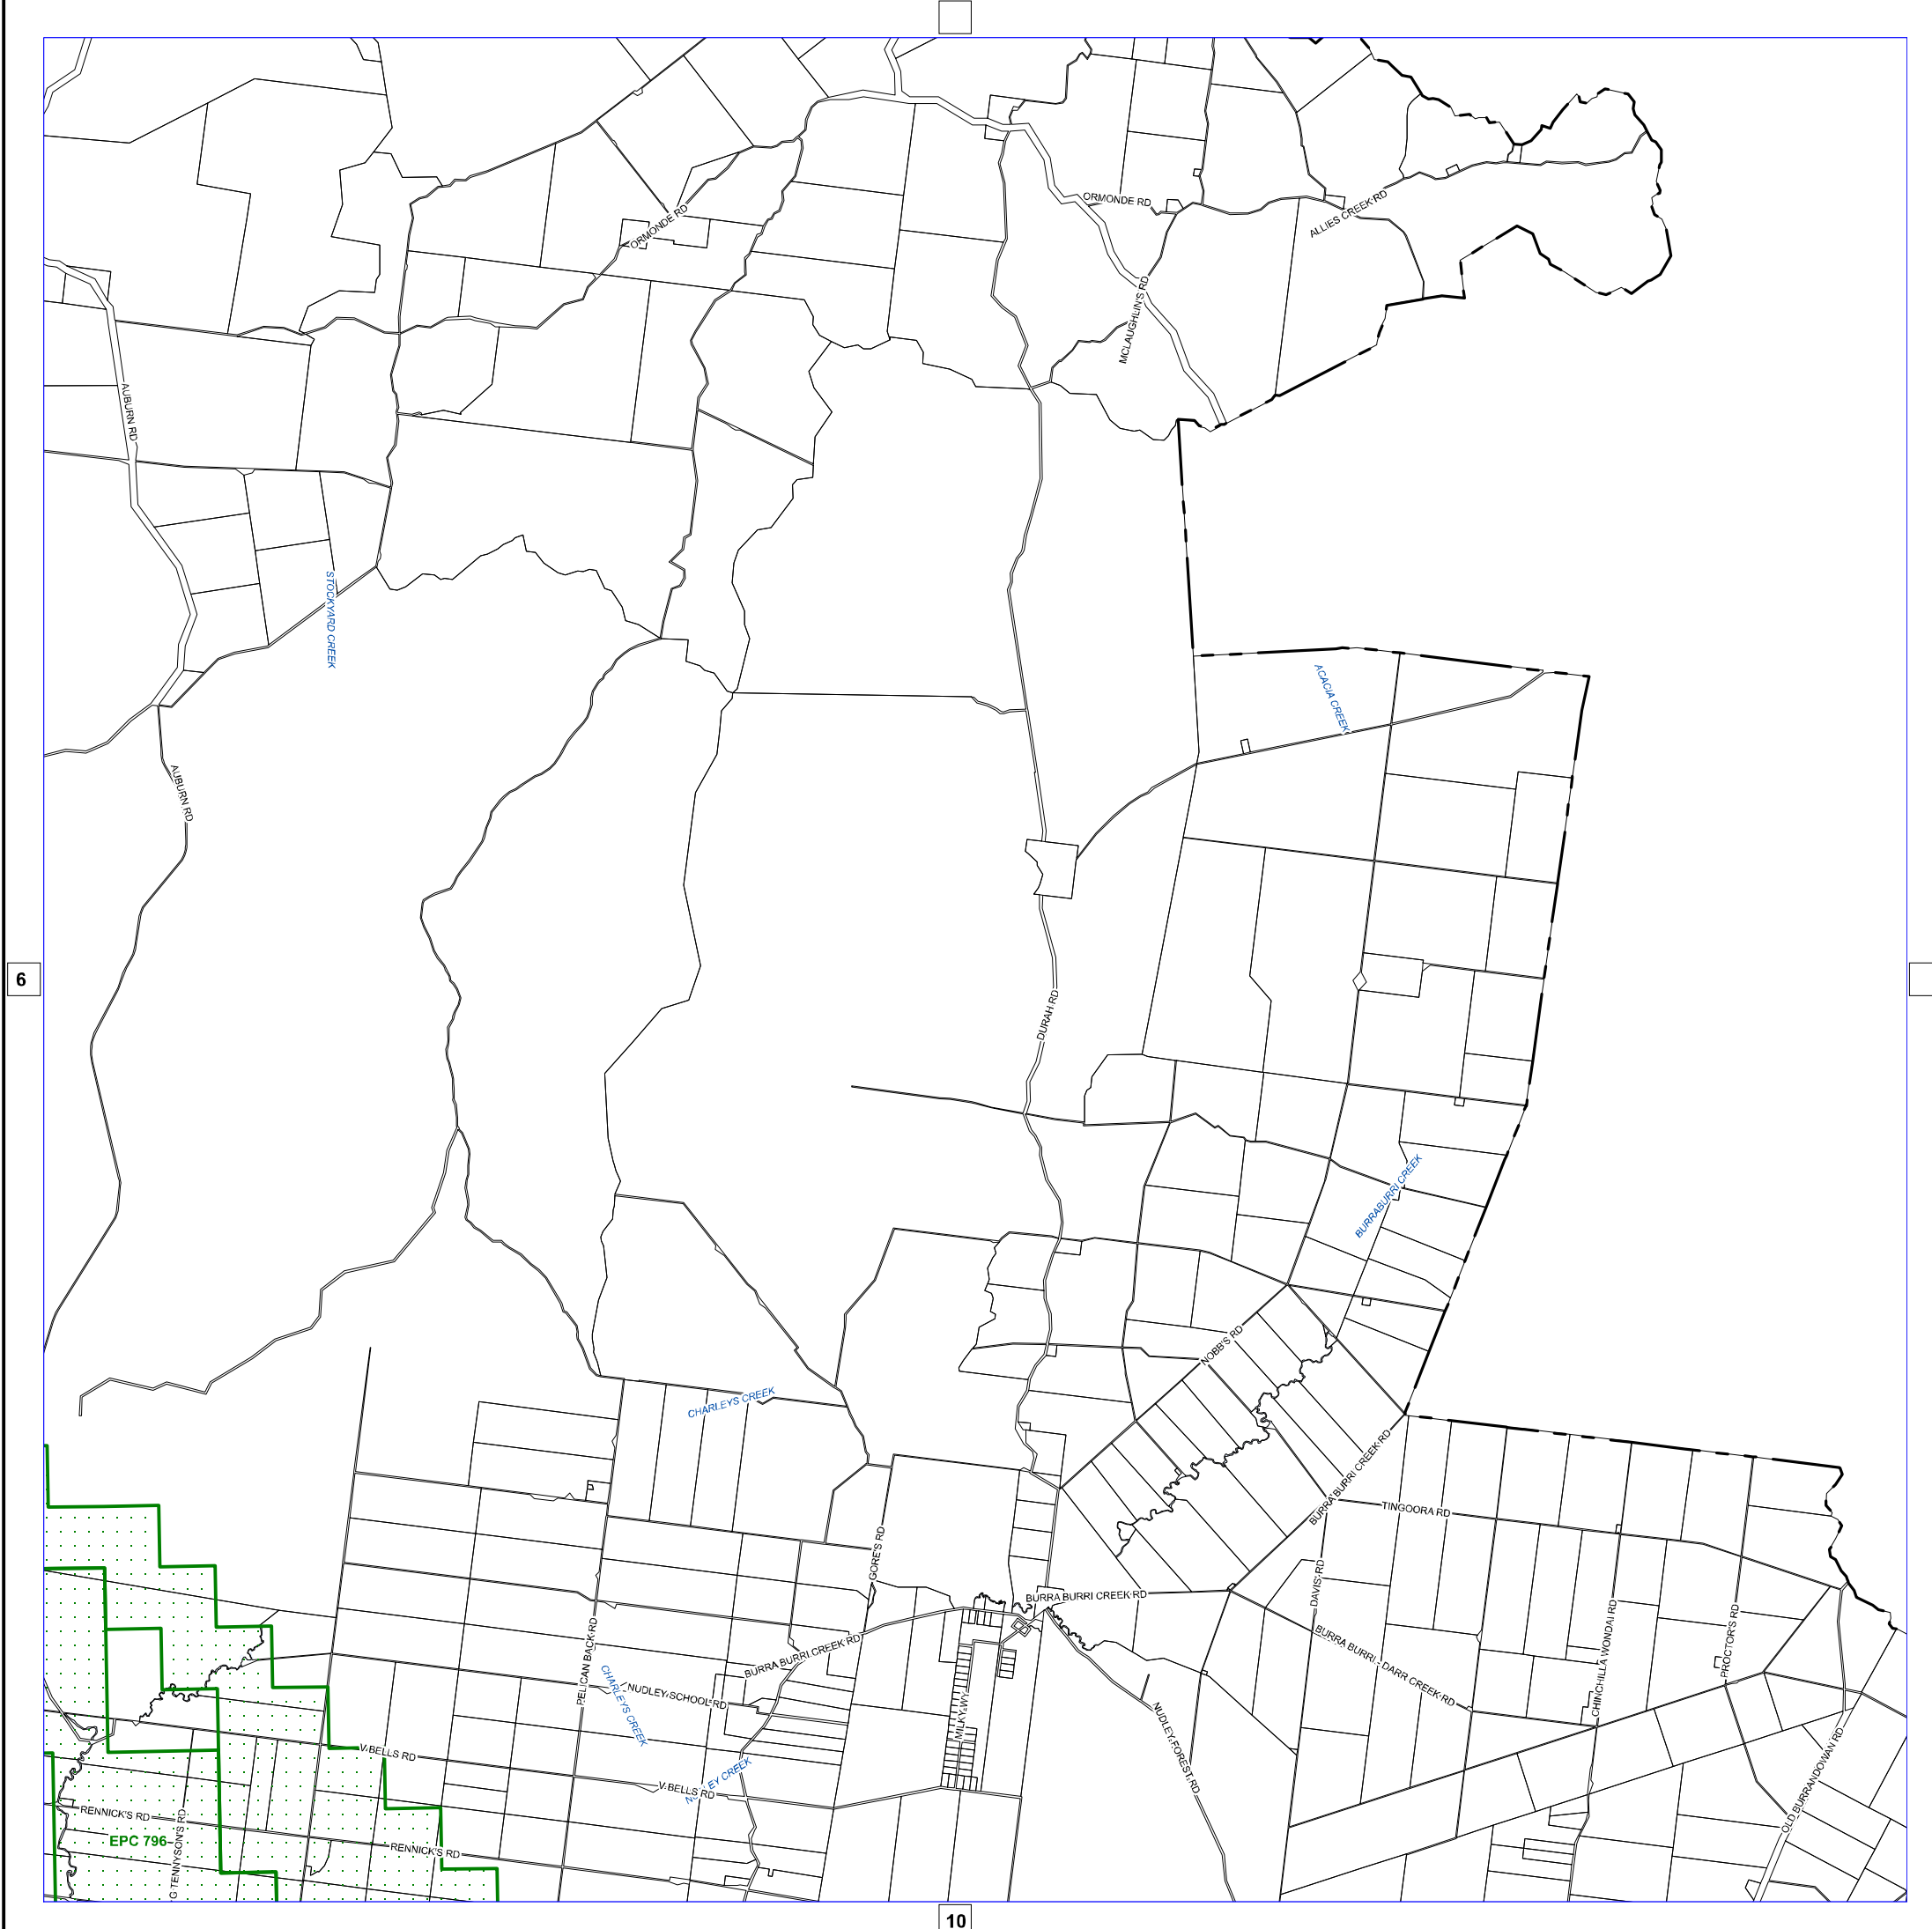 ORMONDE RD
ORMONDE RD
ALLIES CREEK RD
MCLAUGHLIN'S RD
AUBURN RD
STOCKYARD CREEK
ACACIA CREEK
AUBURN RD
6
DURAH RD
BURRABURRI CREEK
NOBB'S RD
CHARLEYS CREEK
BURRA BURRI CREEK RD
TINGOORA RD
GORE'S RD
DAVIS RD
BURRA BURRI CREEK RD
PELICAN BACK RD
BURRA BURRI CREEK RD
BURRA BURRI - DARR CREEK RD
CHINCHILLA WONDAI RD
PROCTOR'S RD
CHARLEYS CREEK
NUDLEY SCHOOL RD
MILKY WY
NUDLEY FOREST RD
V BELLS RD
V BELLS RD
EY CREEK
OLD BURRANDOWAN RD
RENNICK'S RD
G TENNYSON'S RD
EPC 796
RENNICK'S RD
10